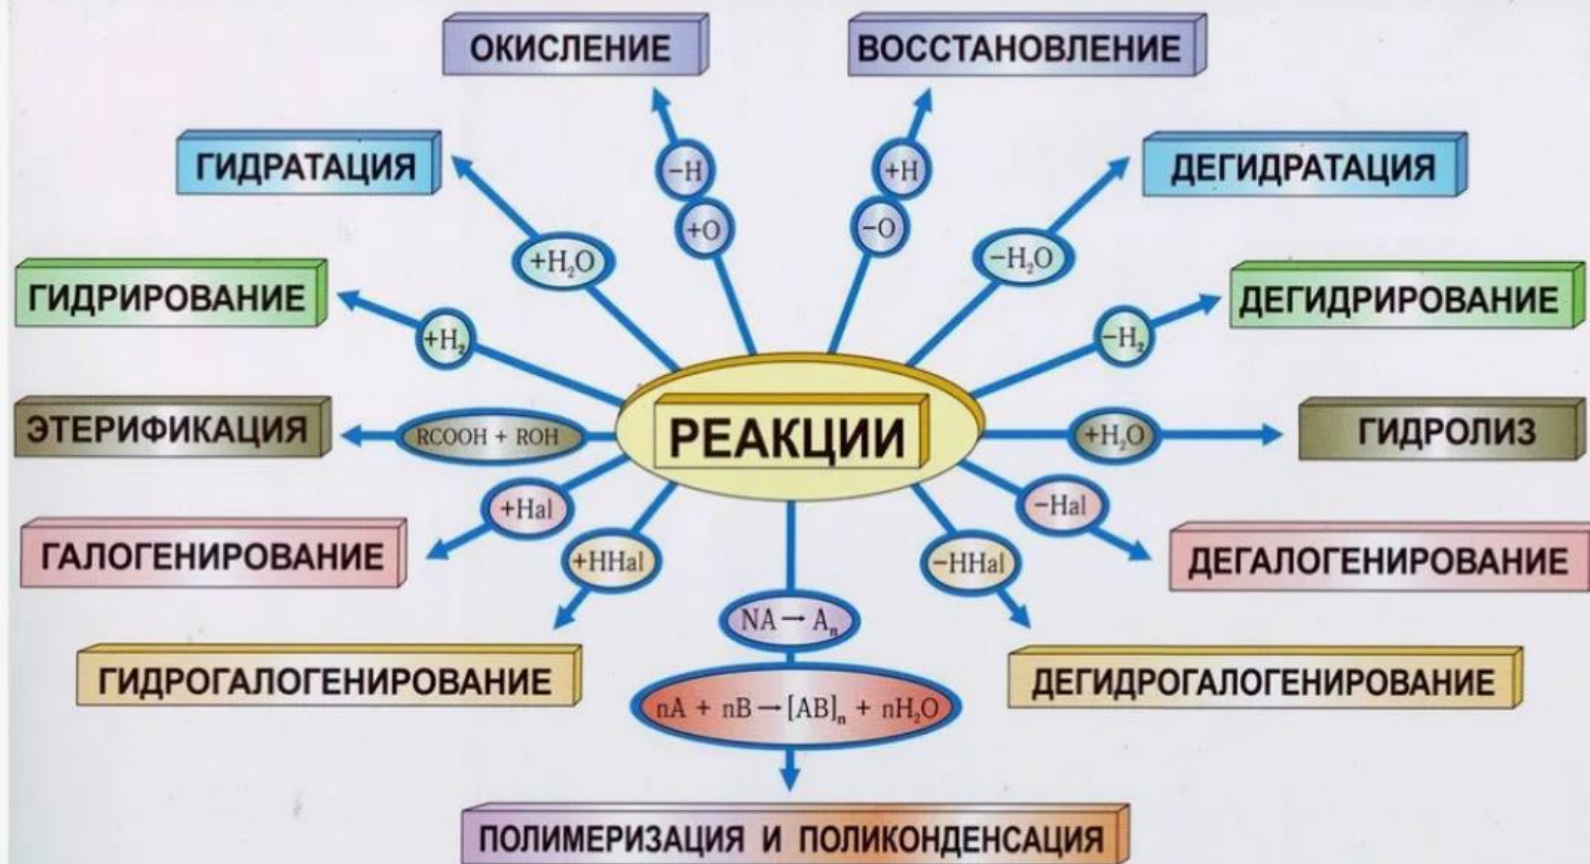 ОКИСЛЕНИЕ
ВОССТАНОВЛЕНИЕ
ГИДРАТАЦИЯ
−H
+H
ДЕГИДРАТАЦИЯ
+O
−O
+H₂O
−H₂O
ГИДРИРОВАНИЕ
ДЕГИДРИРОВАНИЕ
+H₂
−H₂
ЭТЕРИФИКАЦИЯ
RCOOH + ROH
РЕАКЦИИ
+H₂O
ГИДРОЛИЗ
+Hal
−Hal
ГАЛОГЕНИРОВАНИЕ
+HHal
−HHal
ДЕГАЛОГЕНИРОВАНИЕ
NA → Aₙ
ГИДРОГАЛОГЕНИРОВАНИЕ
ДЕГИДРОГАЛОГЕНИРОВАНИЕ
nA + nB → [AB]ₙ + nH₂O
ПОЛИМЕРИЗАЦИЯ И ПОЛИКОНДЕНСАЦИЯ